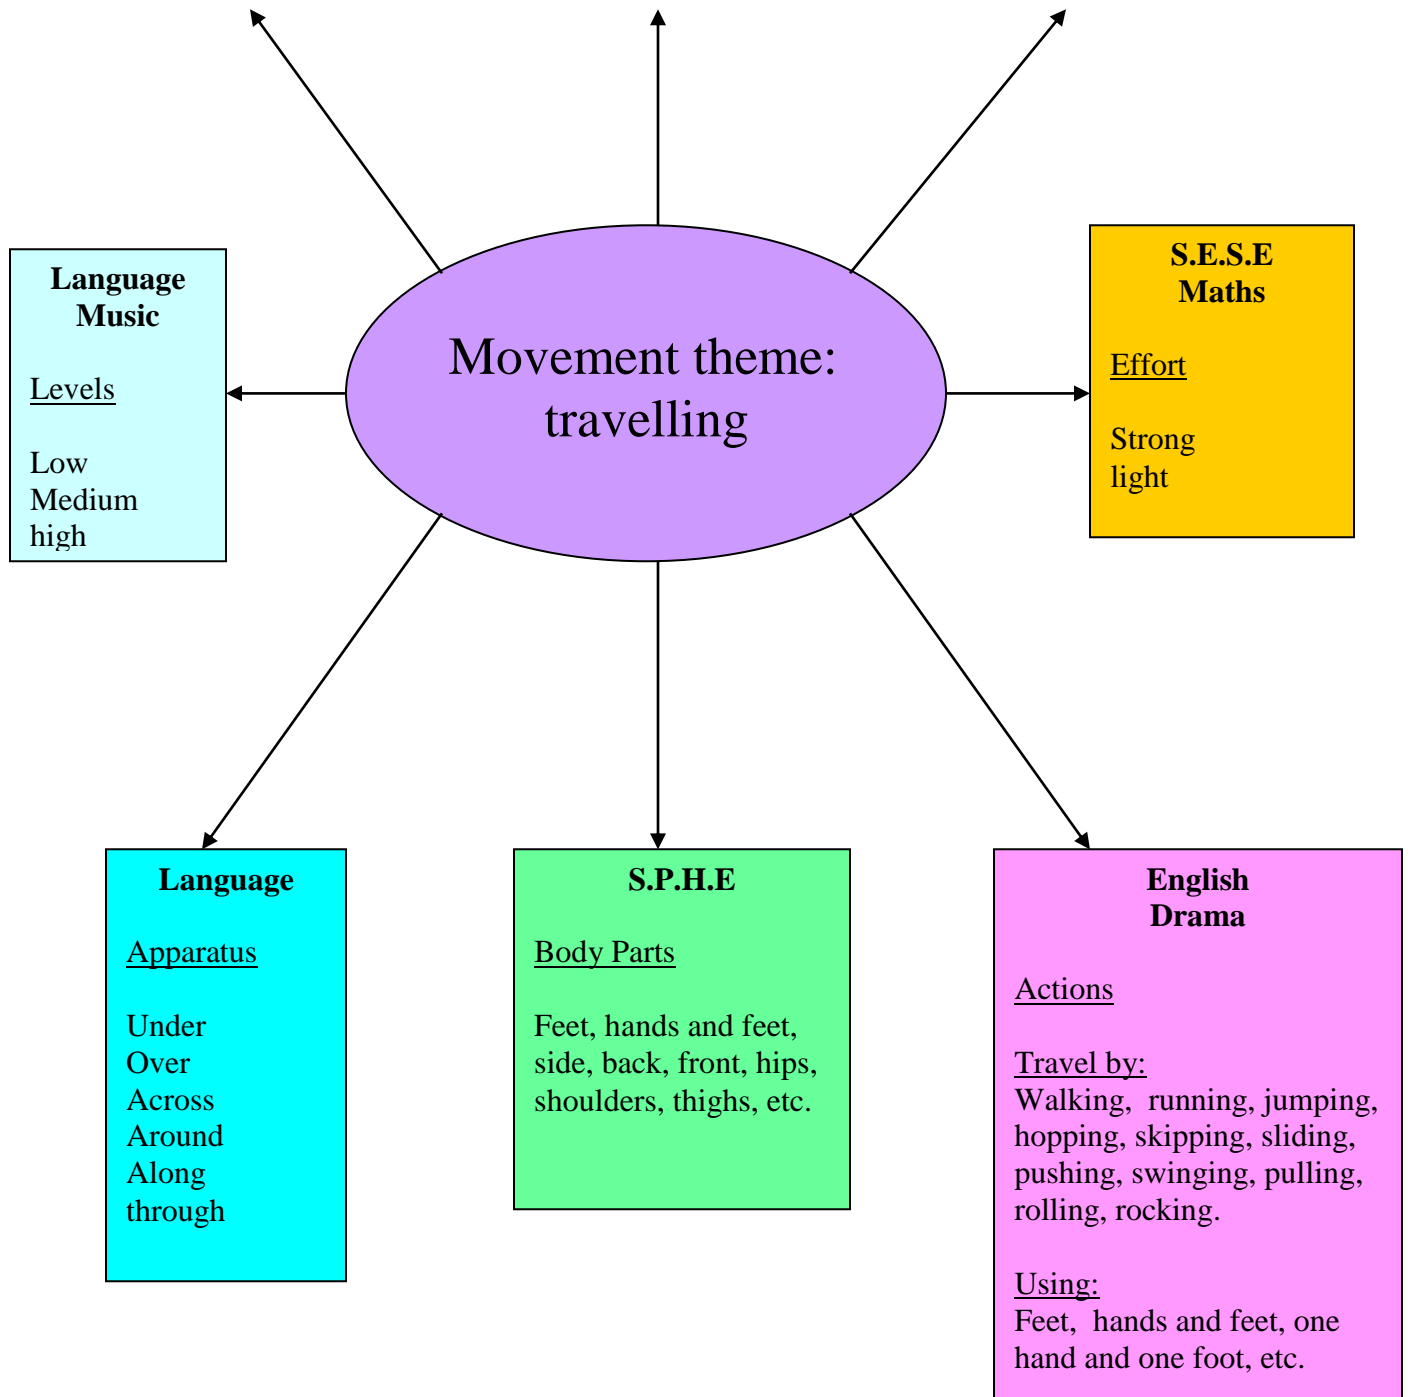 Language
Music
Levels
Low
Medium
high
Movement theme:
travelling
S.E.S.E
Maths
Effort
Strong
light
Language
Apparatus
Under
Over
Across
Around
Along
through
S.P.H.E
Body Parts
Feet, hands and feet,
side, back, front, hips,
shoulders, thighs, etc.
English
Drama
Actions
Travel by:
Walking,  running, jumping,
hopping, skipping, sliding,
pushing, swinging, pulling,
rolling, rocking.
Using:
Feet,  hands and feet, one
hand and one foot, etc.